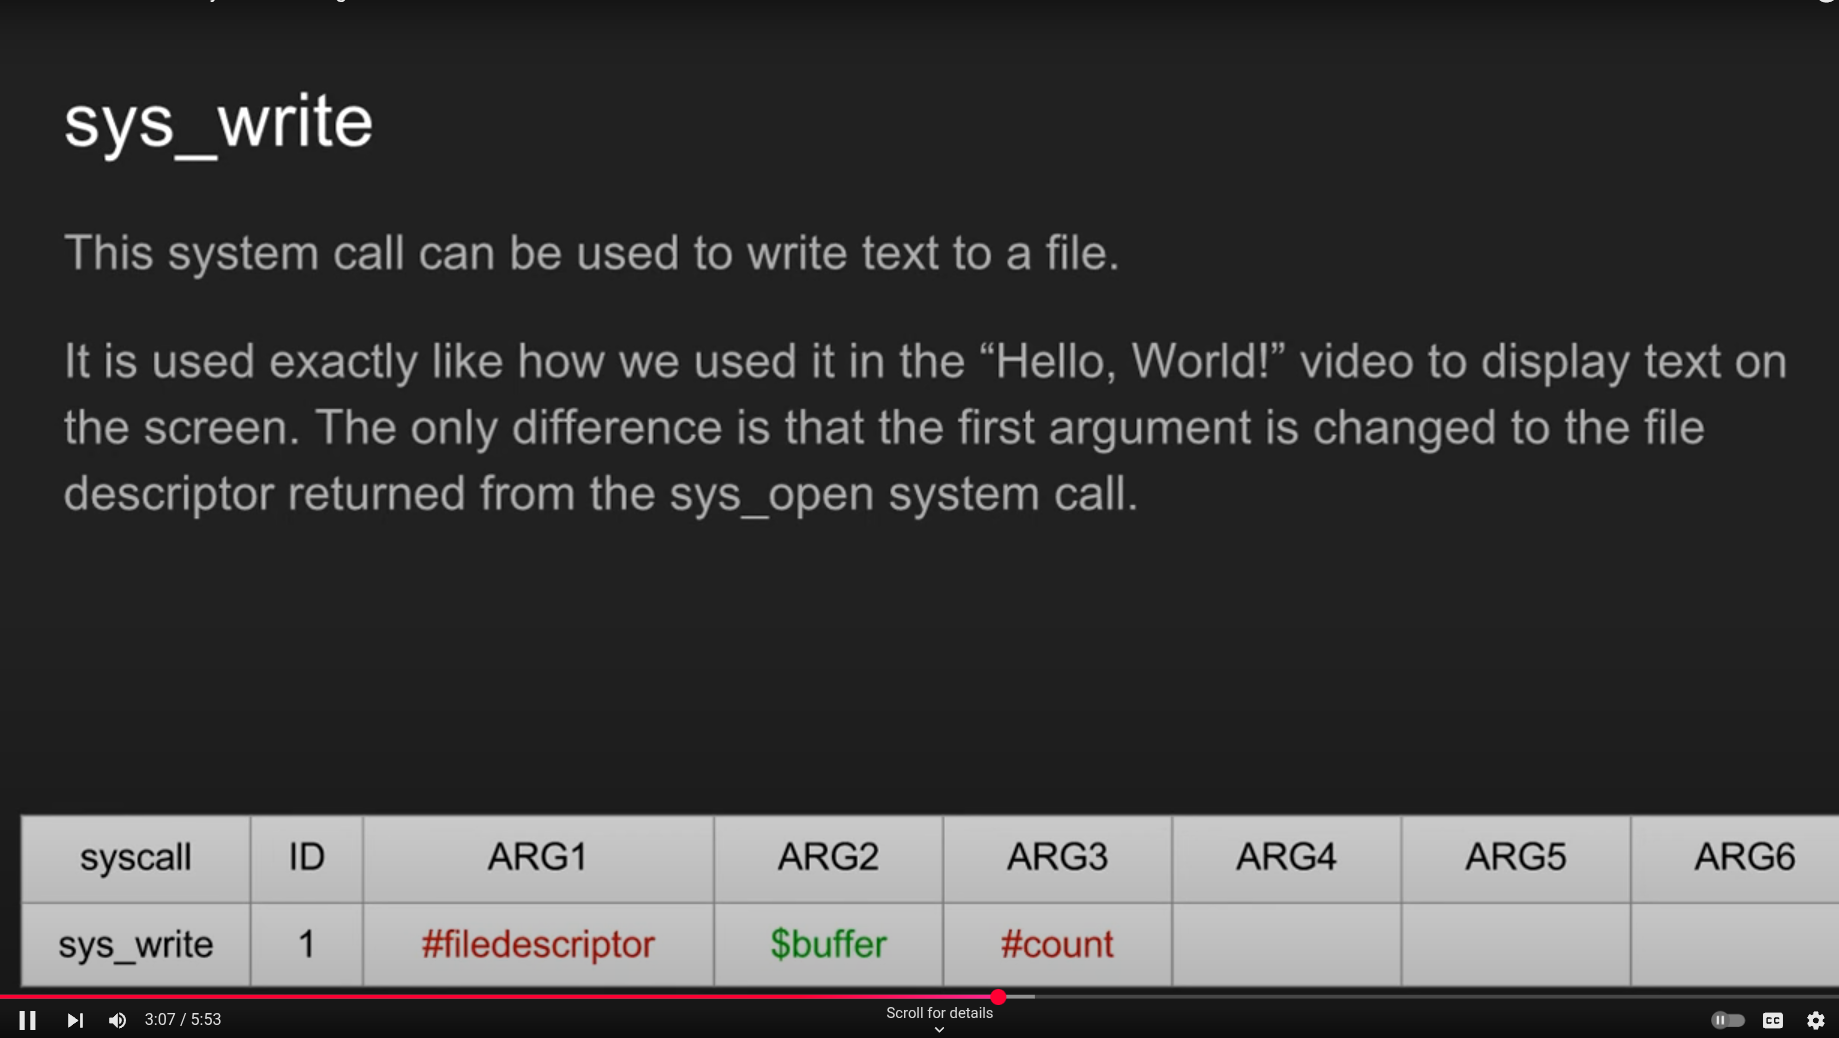 sys_write
This system call can be used to write text to a file.
It is used exactly like how we used it in the “Hello, World!” video to display text on
the screen. The only difference is that the first argument is changed to the file
descriptor returned from the sys_open system call.
syscall ID ARG1 ARG2 ARG3 ARG4 ARG5 ARG6
sys_write 1 #filedescriptor $buffer #count
3:07 / 5:53
Scroll for details
CC